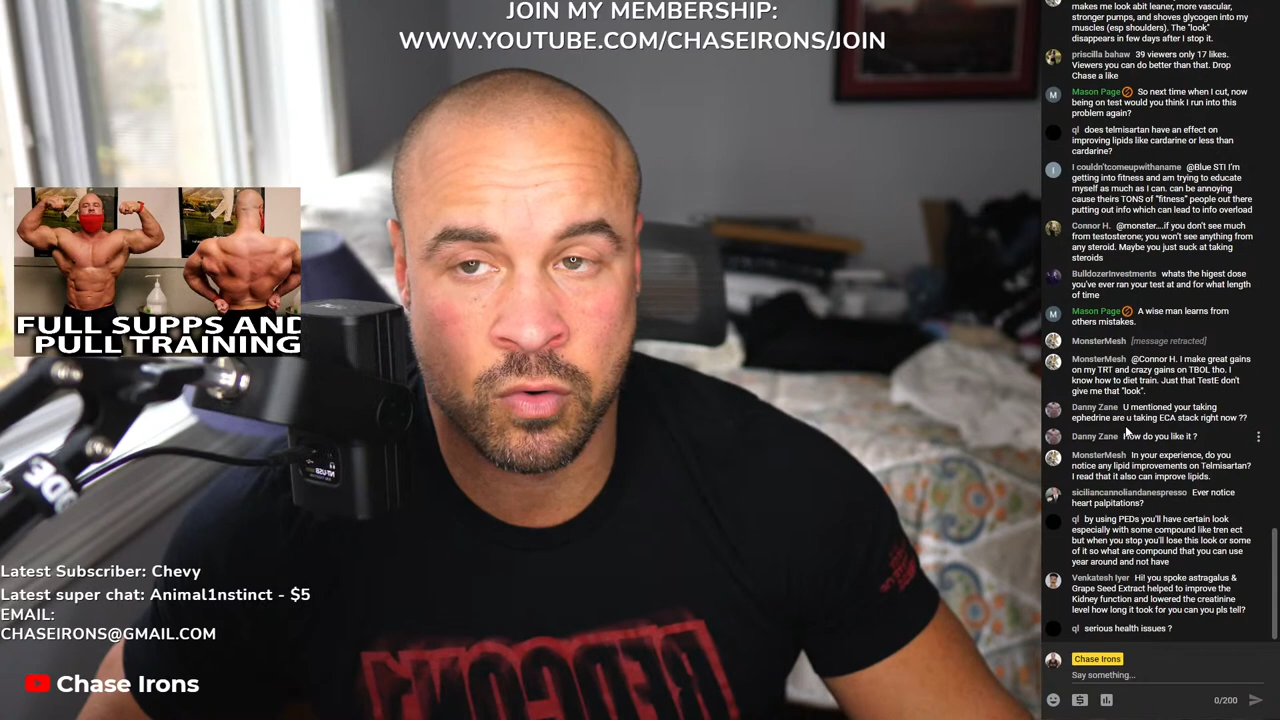 JOIN MY MEMBERSHIP:
WWW.YOUTUBE.COM/CHASEIRONS/JOIN
FULL SUPPS AND
PULL TRAINING
Latest Subscriber: Chevy
Latest super chat: Animal1nstinct - $5
EMAIL:
CHASEIRONS@GMAIL.COM
Chase Irons
NT-USB
REDCON
makes me look abit leaner, more vascular,
stronger pumps, and shoves glycogen into my
muscles (esp shoulders). The "look"
disappears in few days after I stop it.
priscilla bahaw 39 viewers only 17 likes.
Viewers you can do better than that. Drop
Chase a like
M Mason Page So next time when I cut, now
being on test would you think I run into this
problem again?
ql does telmisartan have an effect on
improving lipids like cardarine or less than
cardarine?
I I couldn'tcomeupwithaname @Blue STI I'm
getting into fitness and am trying to educate
myself as much as I can. can be annoying
cause theirs TONS of "fitness" people out there
putting out info which can lead to info overload
Connor H. @monster....if you don't see much
from testosterone; you won't see anything from
any steroid. Maybe you just suck at taking
steroids
BulldozerInvestments whats the higest dose
you've ever ran your test at and for what length
of time
M Mason Page A wise man learns from
others mistakes.
MonsterMesh [message retracted]
MonsterMesh @Connor H. I make great gains
on my TRT and crazy gains on TBOL tho. I
know how to diet train. Just that TestE don't
give me that "look".
Danny Zane U mentioned your taking
ephedrine are u taking ECA stack right now ??
Danny Zane How do you like it ?
MonsterMesh In your experience, do you
notice any lipid improvements on Telmisartan?
I read that it also can improve lipids.
siciliancannoliandanespresso Ever notice
heart palpitations?
ql by using PEDs you'll have certain look
especially with some compound like tren ect
but when you stop you'll lose this look or some
of it so what are compound that you can use
year around and not have
Venkatesh Iyer Hi! you spoke astragalus &
Grape Seed Extract helped to improve the
Kidney function and lowered the creatinine
level how long it took for you can you pls tell?
ql serious health issues ?
Chase Irons
Say something...
0/200